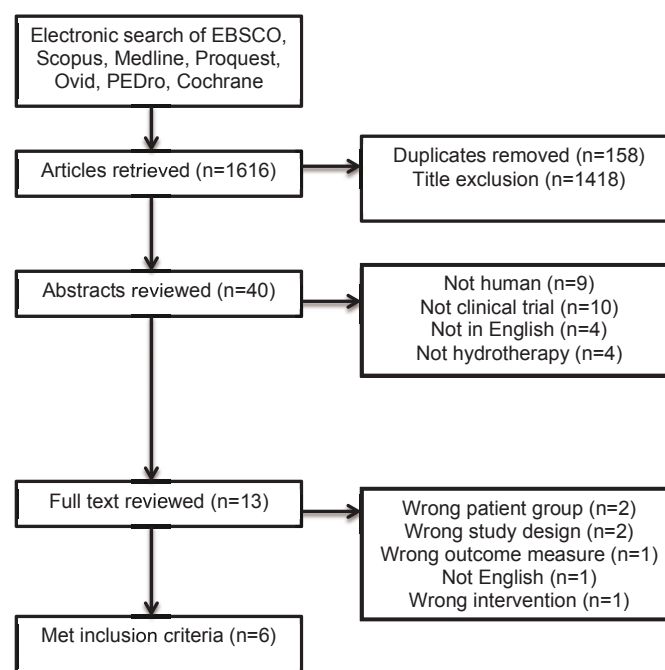 Electronic search of EBSCO,
Scopus, Medline, Proquest,
Ovid, PEDro, Cochrane
Articles retrieved (n=1616)
Duplicates removed (n=158)
Title exclusion (n=1418)
Abstracts reviewed (n=40)
Not human (n=9)
Not clinical trial (n=10)
Not in English (n=4)
Not hydrotherapy (n=4)
Full text reviewed (n=13)
Wrong patient group (n=2)
Wrong study design (n=2)
Wrong outcome measure (n=1)
Not English (n=1)
Wrong intervention (n=1)
Met inclusion criteria (n=6)